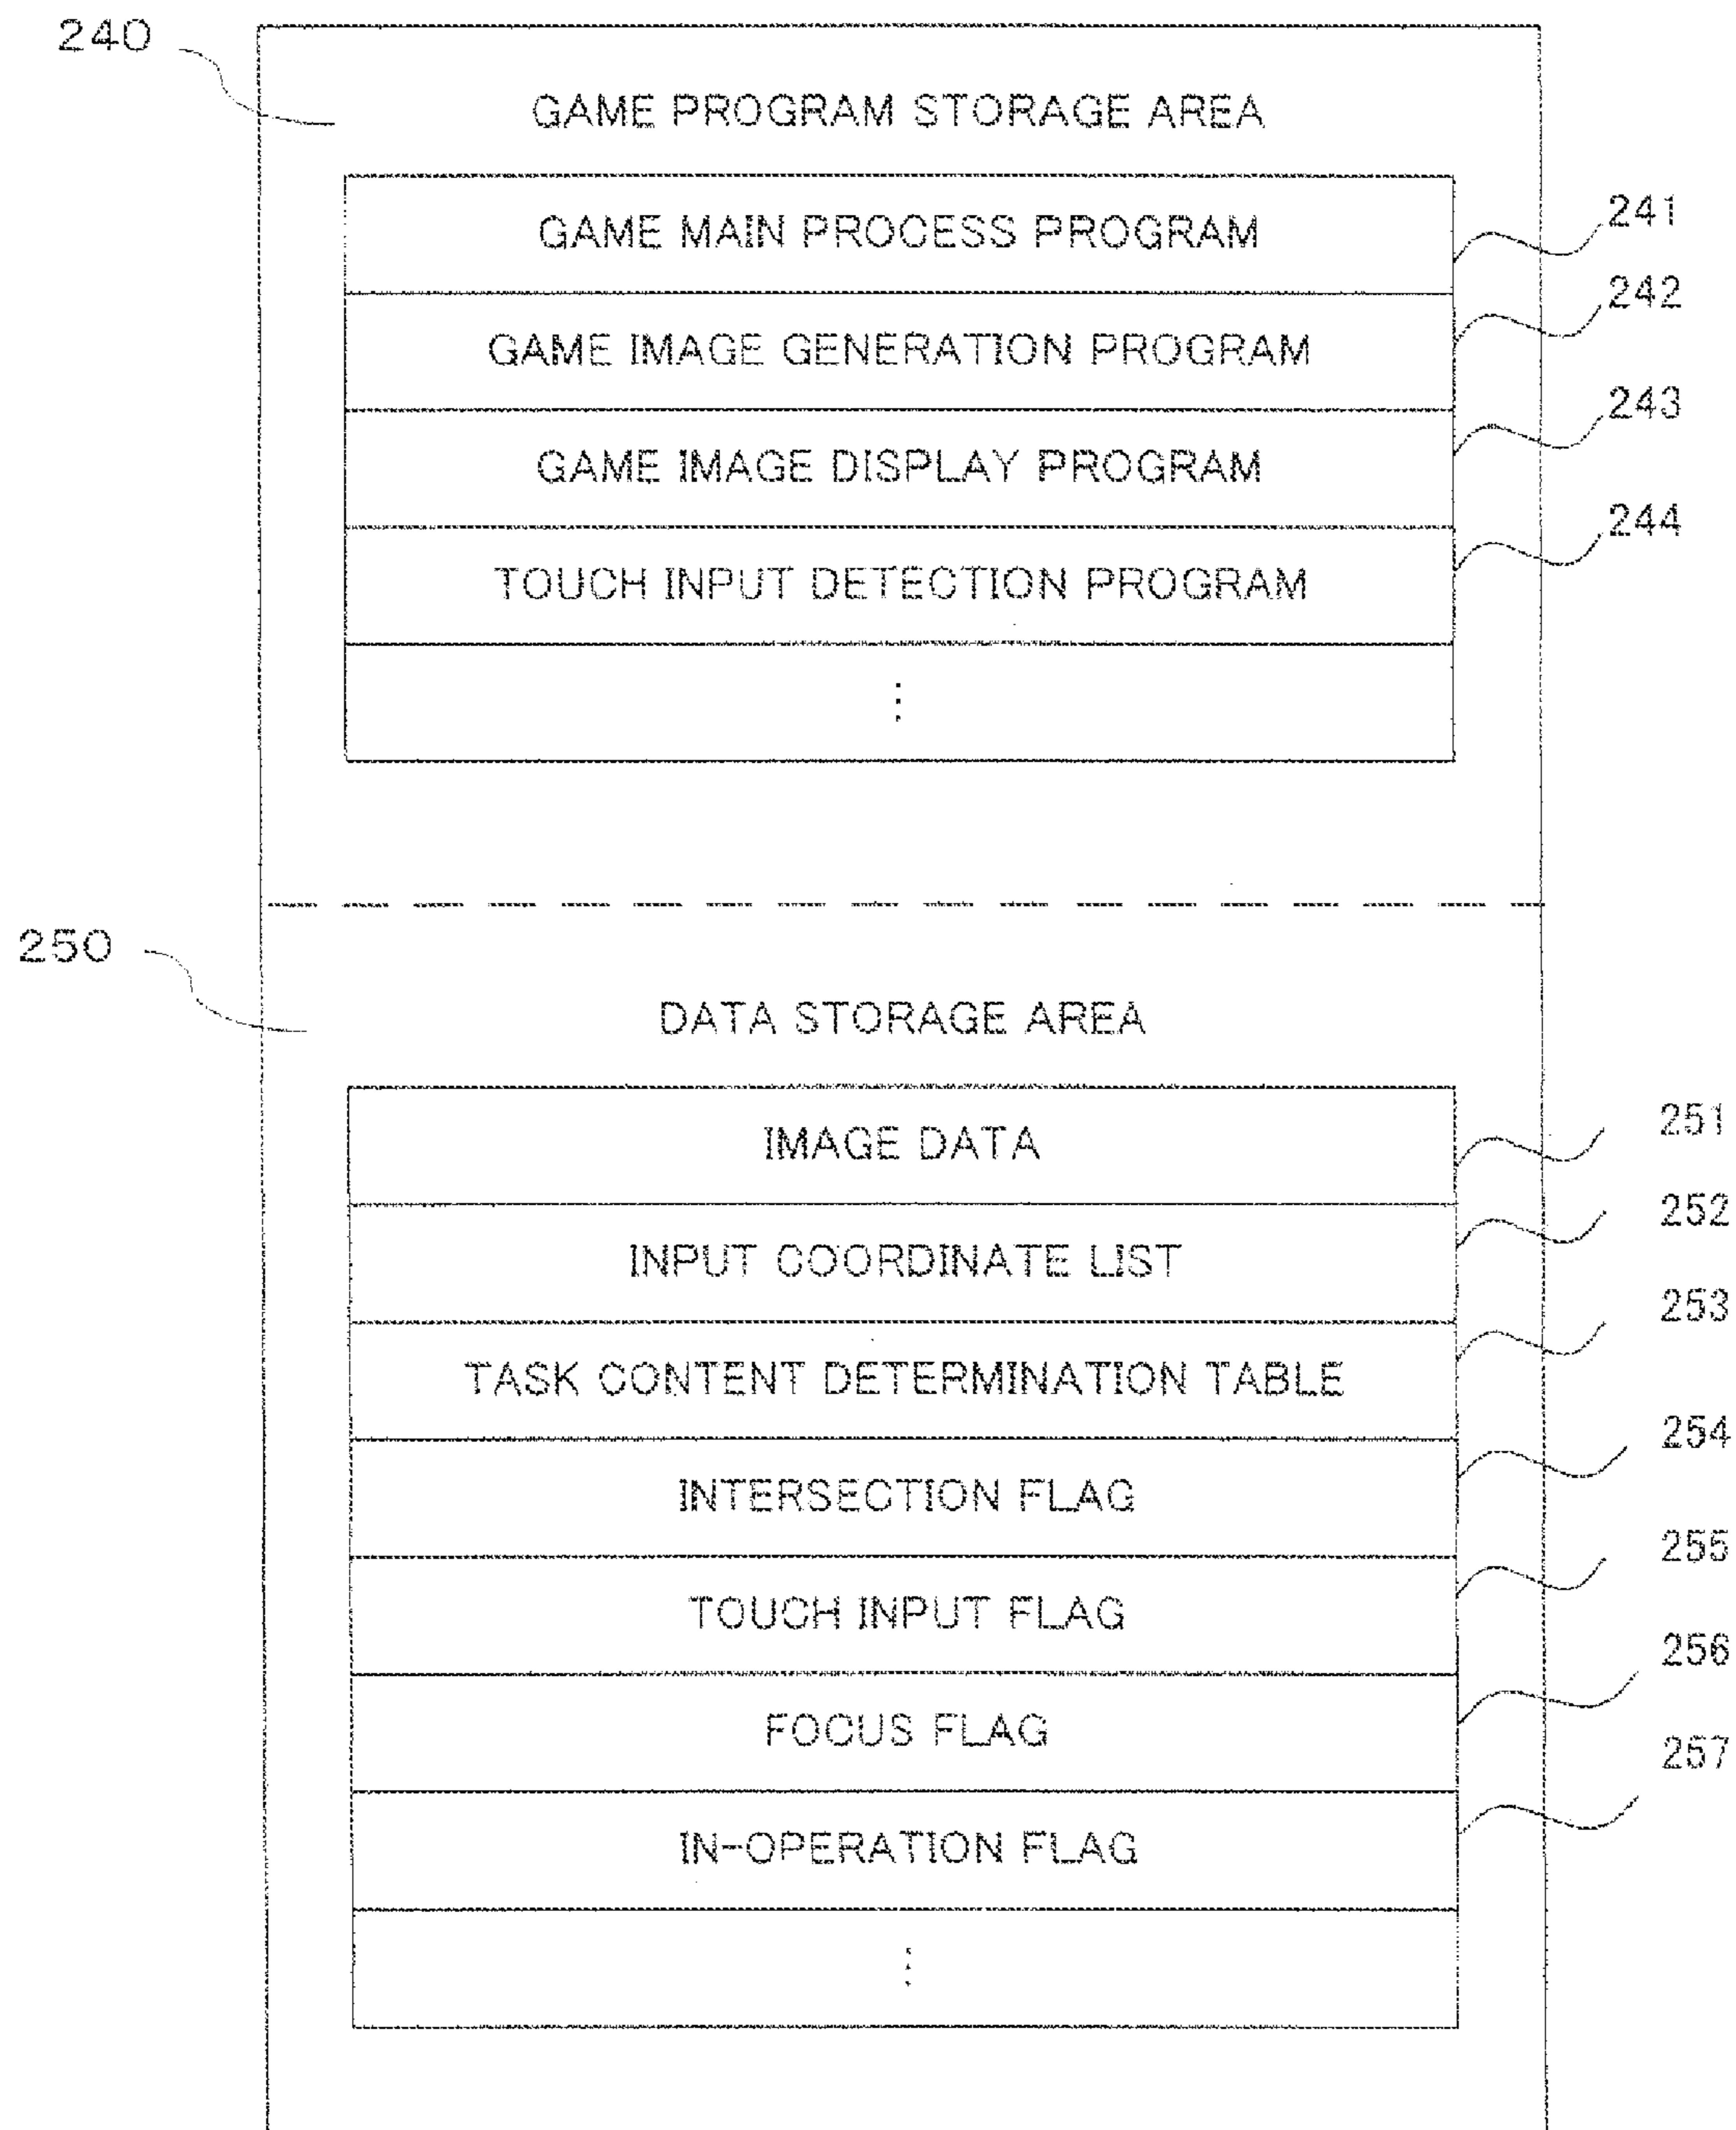 240
GAME PROGRAM STORAGE AREA
GAME MAIN PROCESS PROGRAM
241
GAME IMAGE GENERATION PROGRAM
242
GAME IMAGE DISPLAY PROGRAM
243
TOUCH INPUT DETECTION PROGRAM
244
⋮
250
DATA STORAGE AREA
IMAGE DATA
251
INPUT COORDINATE LIST
252
TASK CONTENT DETERMINATION TABLE
253
INTERSECTION FLAG
254
TOUCH INPUT FLAG
255
FOCUS FLAG
256
IN-OPERATION FLAG
257
⋮